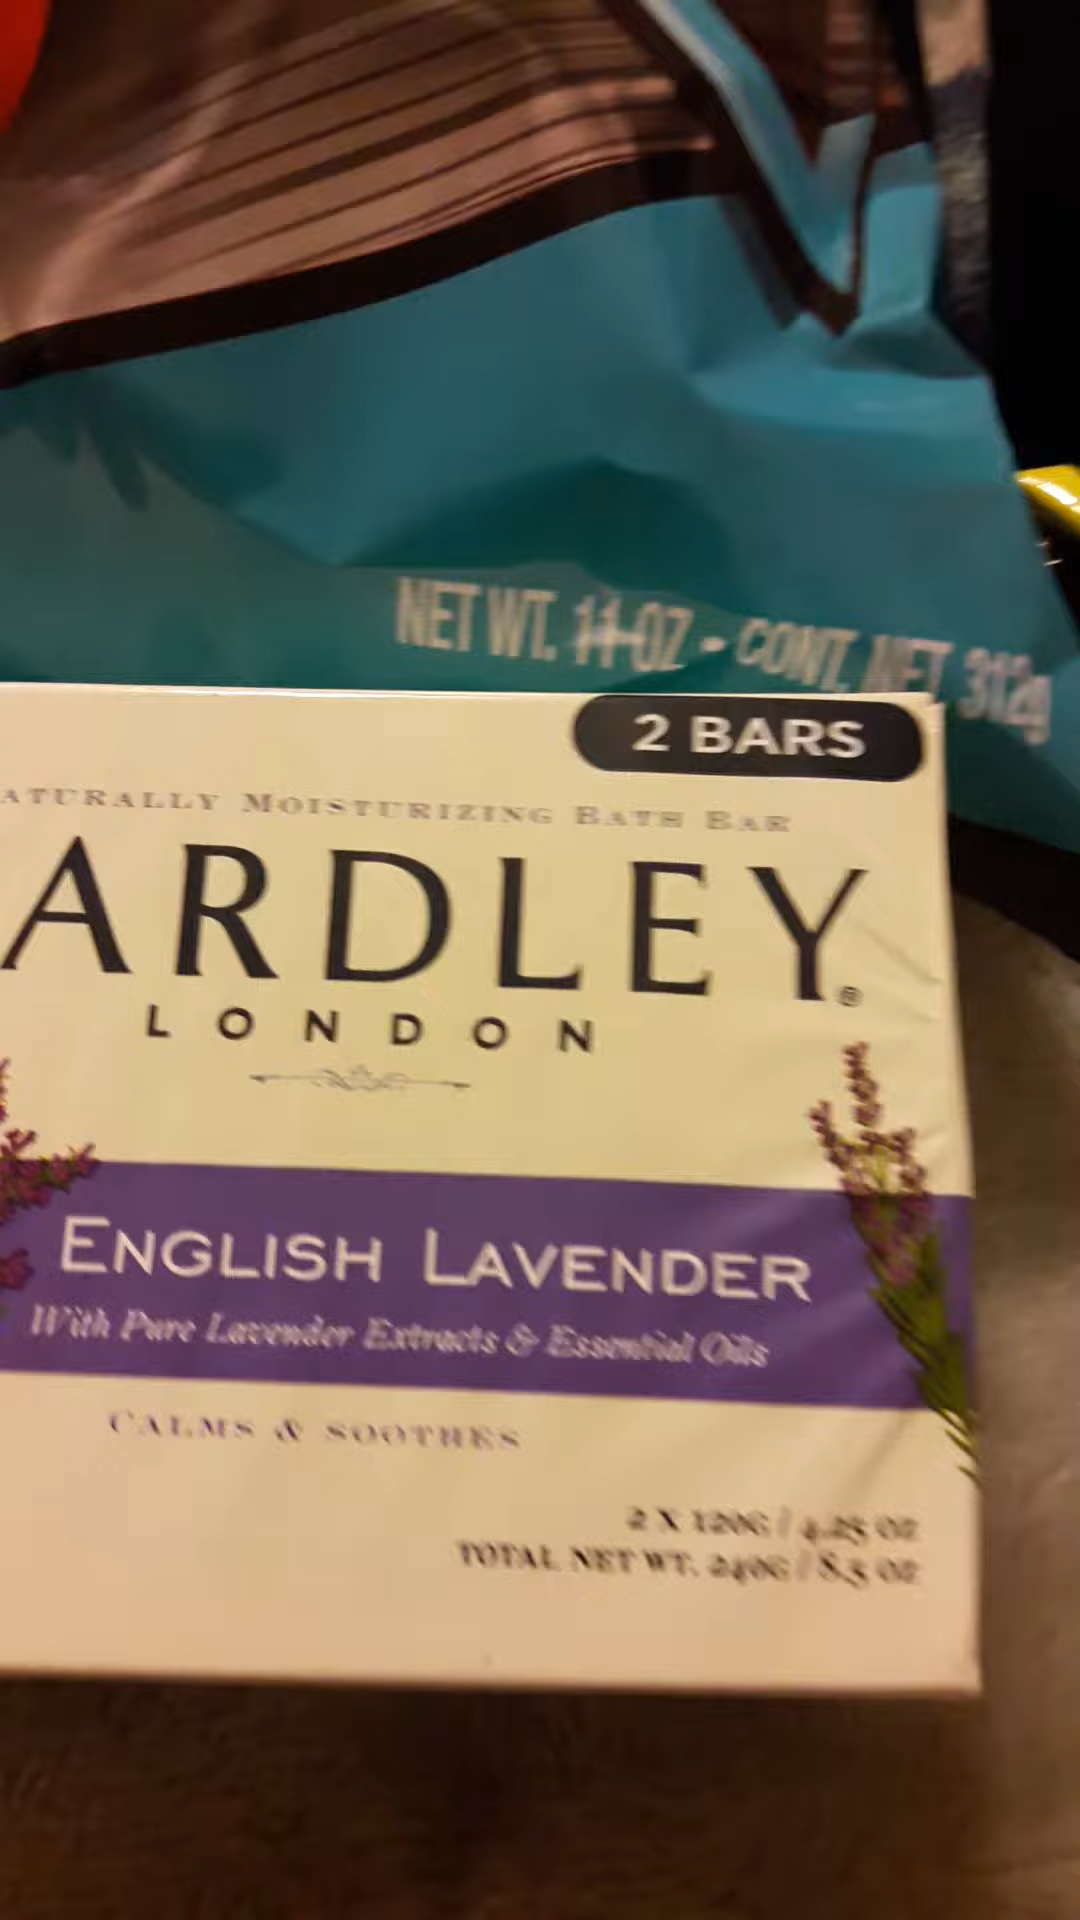 NET WT. 11 OZ • CONT. NET. 312g
2 BARS
ATURALLY MOISTURIZING BATH BAR
ARDLEY®
LONDON
ENGLISH LAVENDER
With Pure Lavender Extracts & Essential Oils
CALMS & SOOTHES
2 X 120G / 4.25 OZ
TOTAL NET WT. 240G / 8.5 OZ